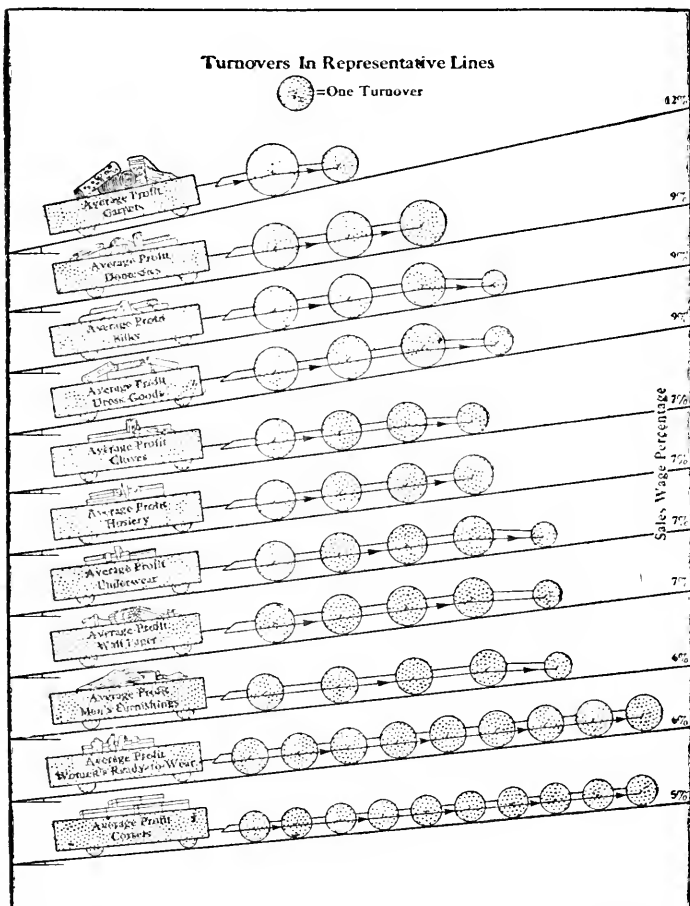 Turnovers In Representative Lines
=One Turnover
12%
Average Profit
Carpets
9%
Average Profit
Domestics
9%
Average Profit
Silks
9%
Average Profit
Dress Goods
7%
Average Profit
Gloves
7%
Average Profit
Hosiery
7%
Average Profit
Underwear
7%
Average Profit
Wall Paper
6%
Average Profit
Men's Furnishings
6%
Average Profit
Women's Ready-to-Wear
5%
Average Profit
Corsets
Sales Wage Percentage